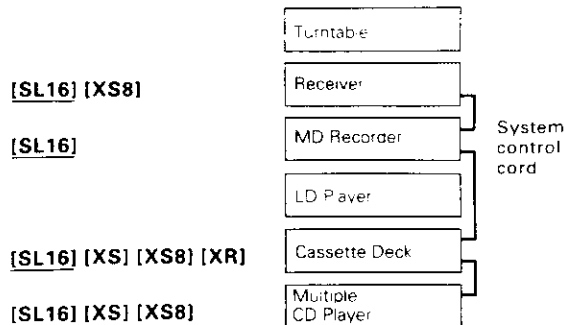 Turntable
[SL16] [XS8]
Receiver
[SL16]
MD Recorder
System
control
cord
LD Player
[SL16] [XS] [XS8] [XR]
Cassette Deck
[SL16] [XS] [XS8]
Multiple
CD Player